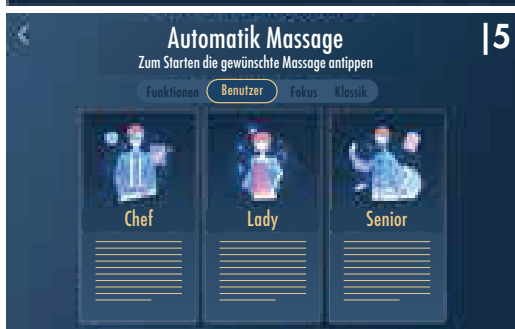 Automatik Massage
|5
Zum Starten die gewünschte Massage antippen
Funktionen Benutzer Fokus Klassik
Chef Lady Senior